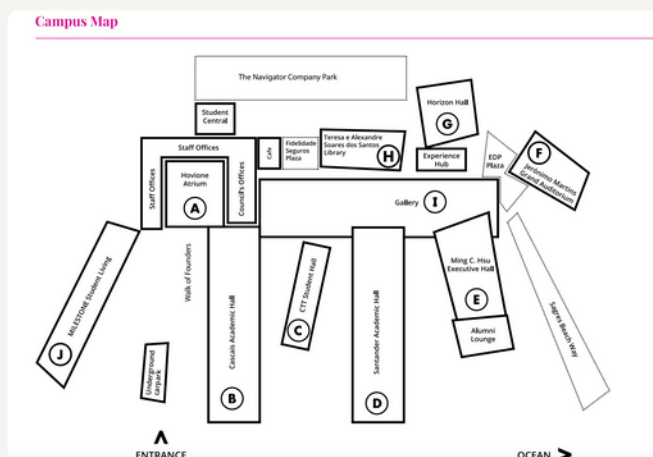 Campus Map
The Navigator Company Park
Student
Central
Staff Offices
Staff Offices
Hovione
Atrium
A
Council's Offices
Cafe
Fidelidade
Seguros
Plaza
Teresa e Alexandre
Soares dos Santos
Library
H
Horizon Hall
G
Experience
Hub
EDP
Plaza
F
Jerónimo Martins
Grand Auditorium
Gallery
I
MILESTONE Student Living
J
Walk of Founders
Underground
carpark
Cascais Academic Hall
B
CTT Student Hall
C
Santander Academic Hall
D
Ming C. Hsu
Executive Hall
E
Alumni
Lounge
Sagres Beach Way
ENTRANCE
OCEAN